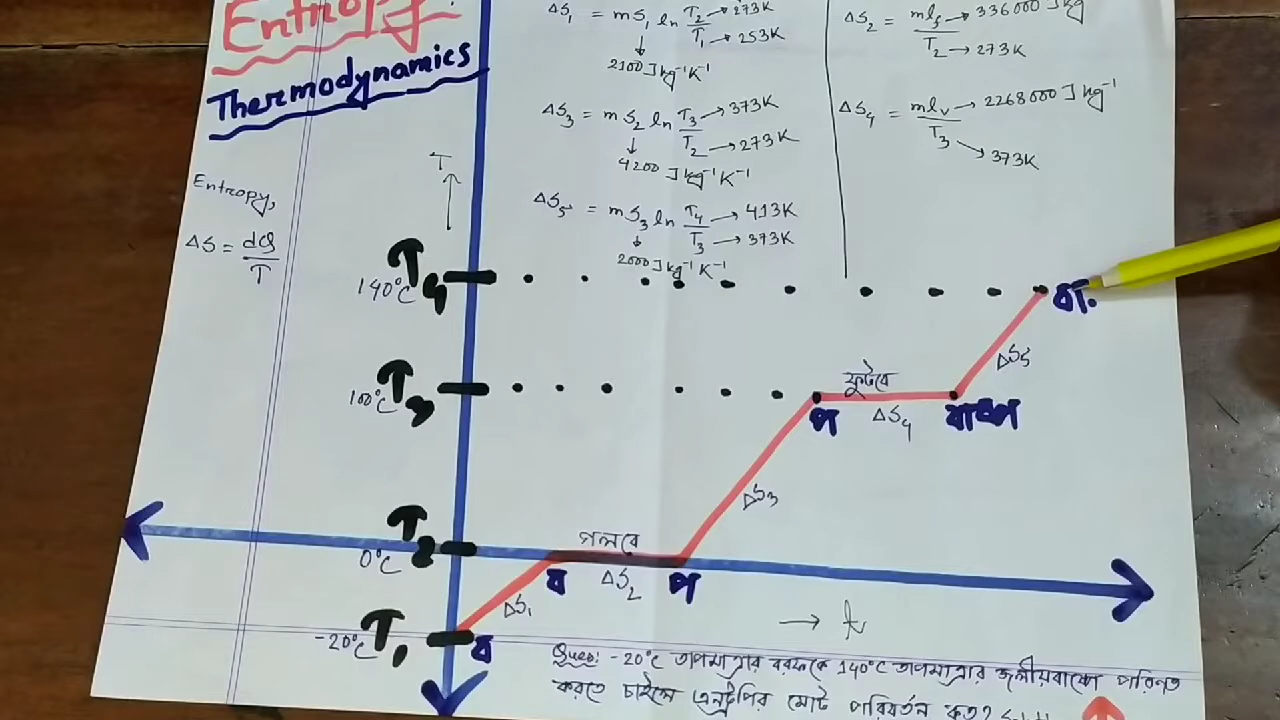 Entropy
Thermodynamics
Entropy,
ΔS = dQ/T
ΔS₁ = mS₁ ln T₂/T₁
→ 273K
→ 253K
↓
2100 J kg⁻¹K⁻¹
ΔS₃ = mS₂ ln T₃/T₂
→ 373K
→ 273K
↓
4200 J kg⁻¹K⁻¹
ΔS₅ = mS₃ ln T₄/T₃
→ 413K
→ 373K
↓
2000 J kg⁻¹K⁻¹
ΔS₂ = mlf/T₂
→ 336000 J kg
→ 273K
ΔS₄ = mlv/T₃
→ 2268000 J kg⁻¹
→ 373K
T
T₄
140°C
বা.
ΔS₅
T₃
100°C
ফুটবে
প
ΔS₄
বাষ্প
ΔS₃
T₂
0°C
গলবে
ব
ΔS₂
প
ΔS₁
T₁
-20°C
ব
→ t
Ques: -20°C তাপমাত্রার বরফকে 140°C তাপমাত্রার জলীয়বাষ্পে পরিণত
করতে চাইলে এনট্রপির মোট পরিবর্তন কত?